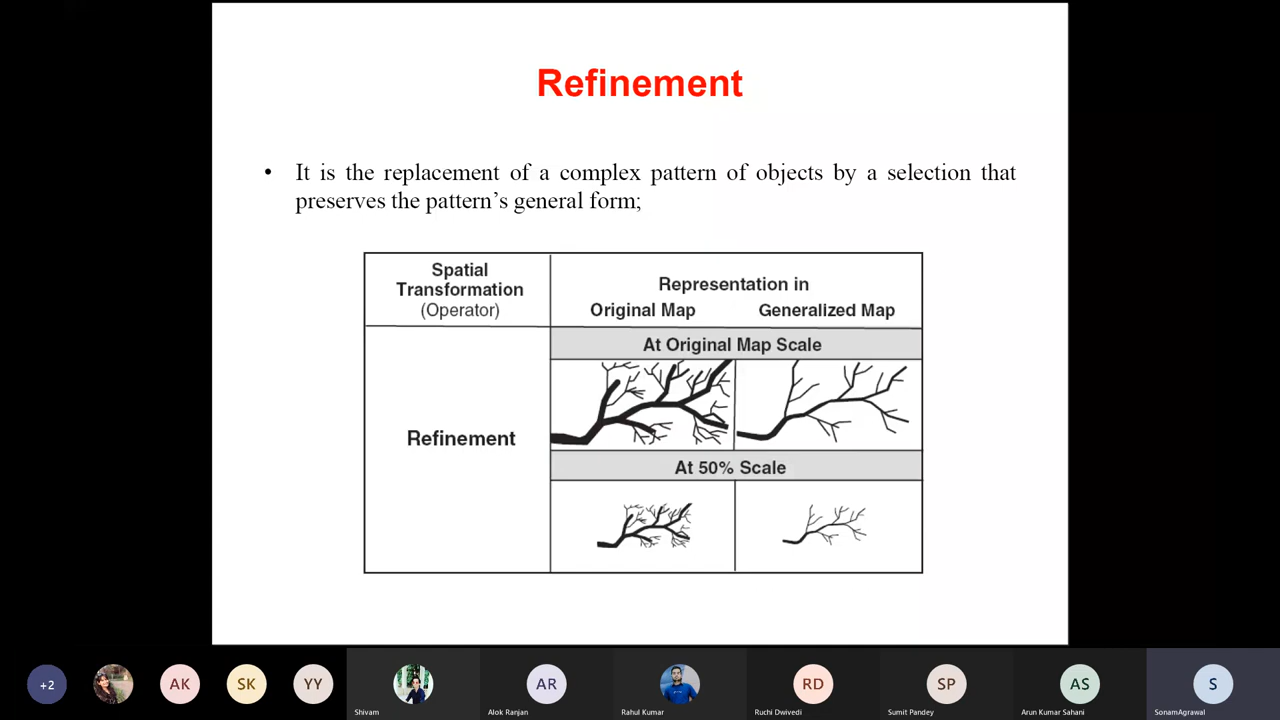 Refinement
• It is the replacement of a complex pattern of objects by a selection that
preserves the pattern's general form;
Spatial
Transformation
(Operator)
Representation in
Original Map
Generalized Map
At Original Map Scale
Refinement
At 50% Scale
+2
AK
SK
YY
Shivam
AR
Alok Ranjan
Rahul Kumar
RD
Ruchi Dwivedi
SP
Sumit Pandey
AS
Arun Kumar Sahani
S
SonamAgrawal